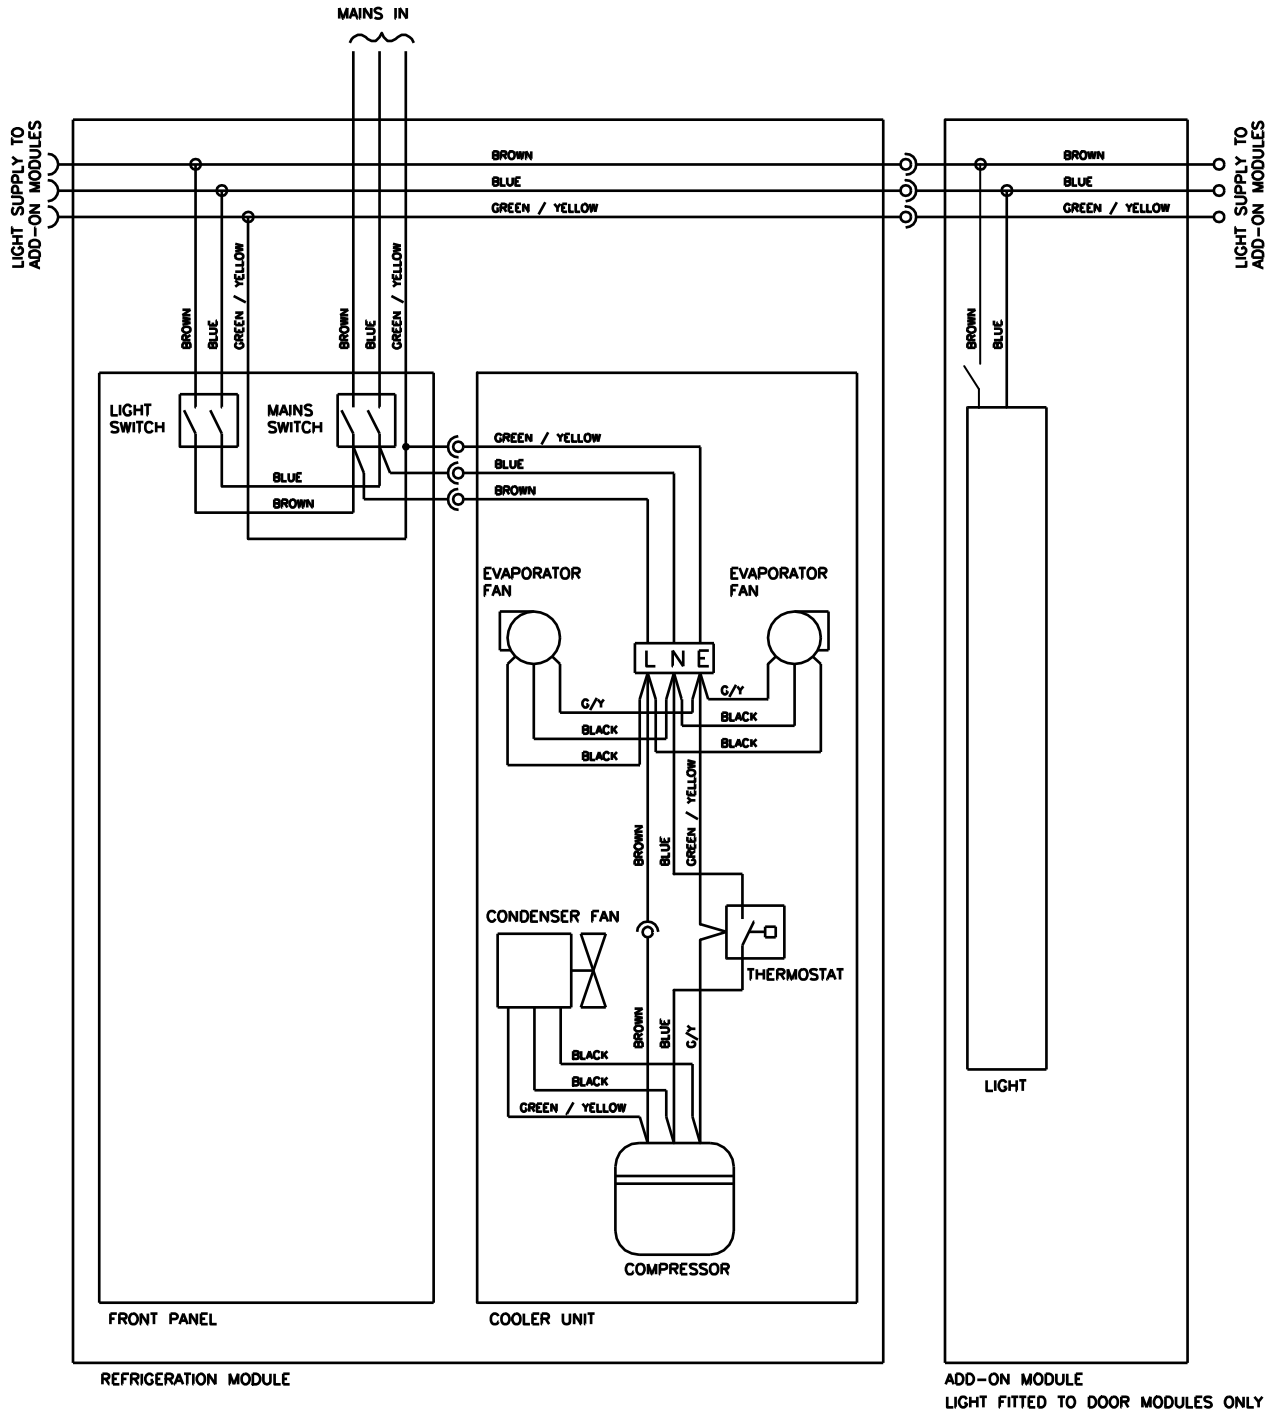 MAINS IN
LIGHT SUPPLY TO
ADD-ON MODULES
BROWN
BLUE
GREEN / YELLOW
BROWN
BLUE
GREEN / YELLOW
LIGHT SUPPLY TO
ADD-ON MODULES
BROWN
BLUE
GREEN / YELLOW
BROWN
BLUE
GREEN / YELLOW
BROWN
BLUE
LIGHT
SWITCH
MAINS
SWITCH
BLUE
BROWN
GREEN / YELLOW
BLUE
BROWN
EVAPORATOR
FAN
EVAPORATOR
FAN
L N E
G/Y
BLACK
BLACK
G/Y
BLACK
BLACK
BROWN
BLUE
GREEN / YELLOW
CONDENSER FAN
THERMOSTAT
BROWN
BLUE
G/Y
BLACK
BLACK
GREEN / YELLOW
COMPRESSOR
LIGHT
FRONT PANEL
COOLER UNIT
REFRIGERATION MODULE
ADD-ON MODULE
LIGHT FITTED TO DOOR MODULES ONLY